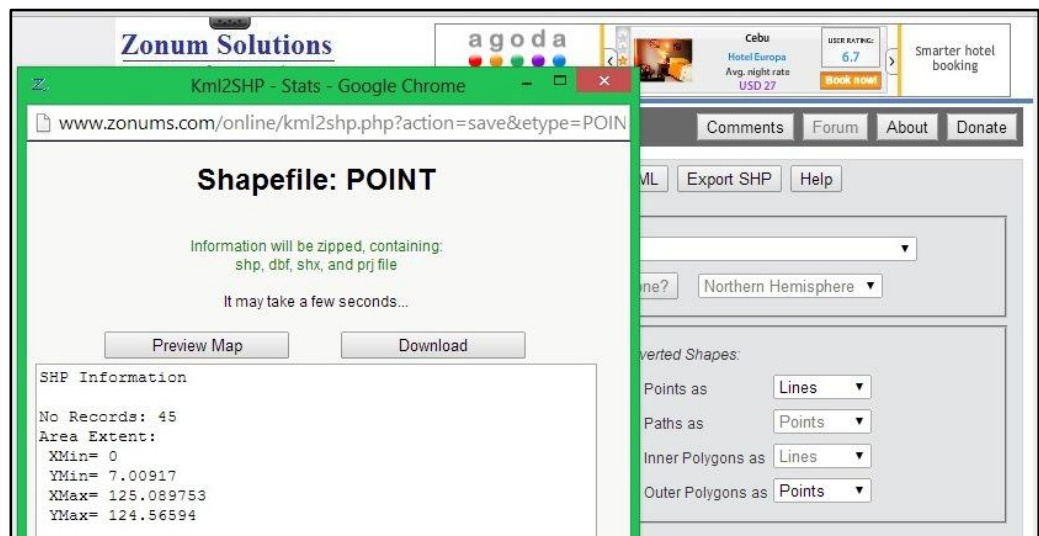 Zonum Solutions
agoda
Cebu
Hotel Europa
Avg. night rate
USD 27
USER RATING:
6.7
Book now!
Smarter hotel
booking
Kml2SHP - Stats - Google Chrome
www.zonums.com/online/kml2shp.php?action=save&etype=POIN
Comments
Forum
About
Donate
Shapefile: POINT
ML
Export SHP
Help
Information will be zipped, containing:
shp, dbf, shx, and prj file
It may take a few seconds...
one?
Northern Hemisphere
Preview Map
Download
SHP Information
No Records: 45
Area Extent:
XMin= 0
YMin= 7.00917
XMax= 125.089753
YMax= 124.56594
verted Shapes:
Points as Lines
Paths as Points
Inner Polygons as Lines
Outer Polygons as Points